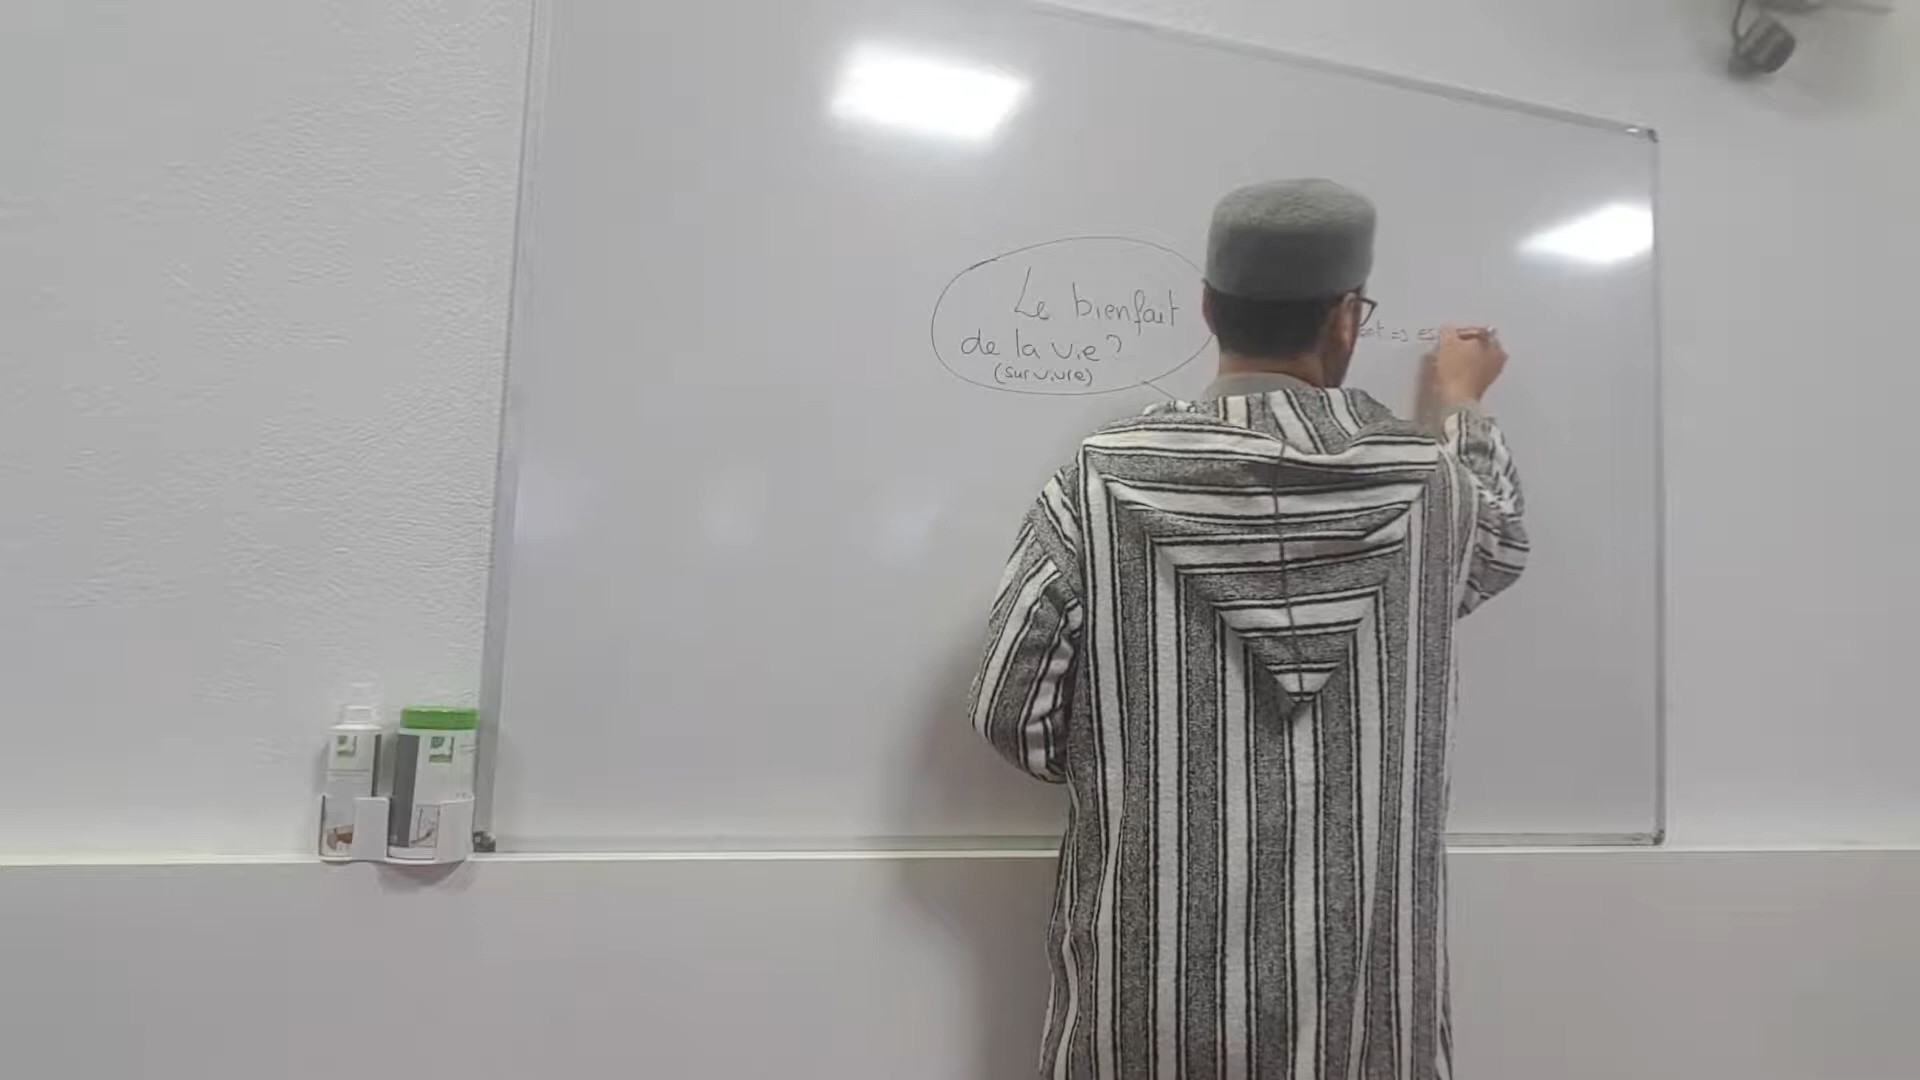 Le bienfait
de la vie?
(survivre)